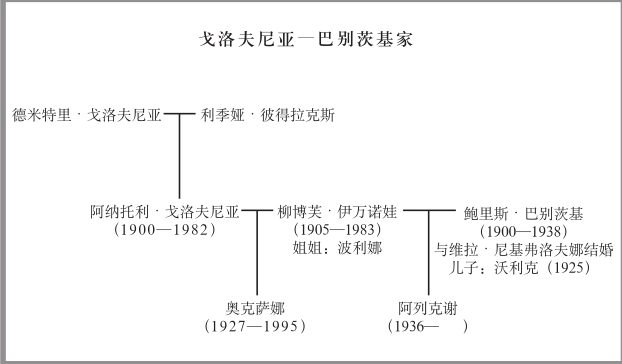 戈洛夫尼亚—巴别茨基家
德米特里·戈洛夫尼亚 利季娅·彼得拉克斯
阿纳托利·戈洛夫尼亚 柳博芙·伊万诺娃 鲍里斯·巴别茨基
(1900—1982) (1905—1983) (1900—1938)
姐姐：波利娜 与维拉·尼基弗洛夫娜结婚
儿子：沃利克（1925）
奥克萨娜 阿列克谢
(1927—1995) (1936— )